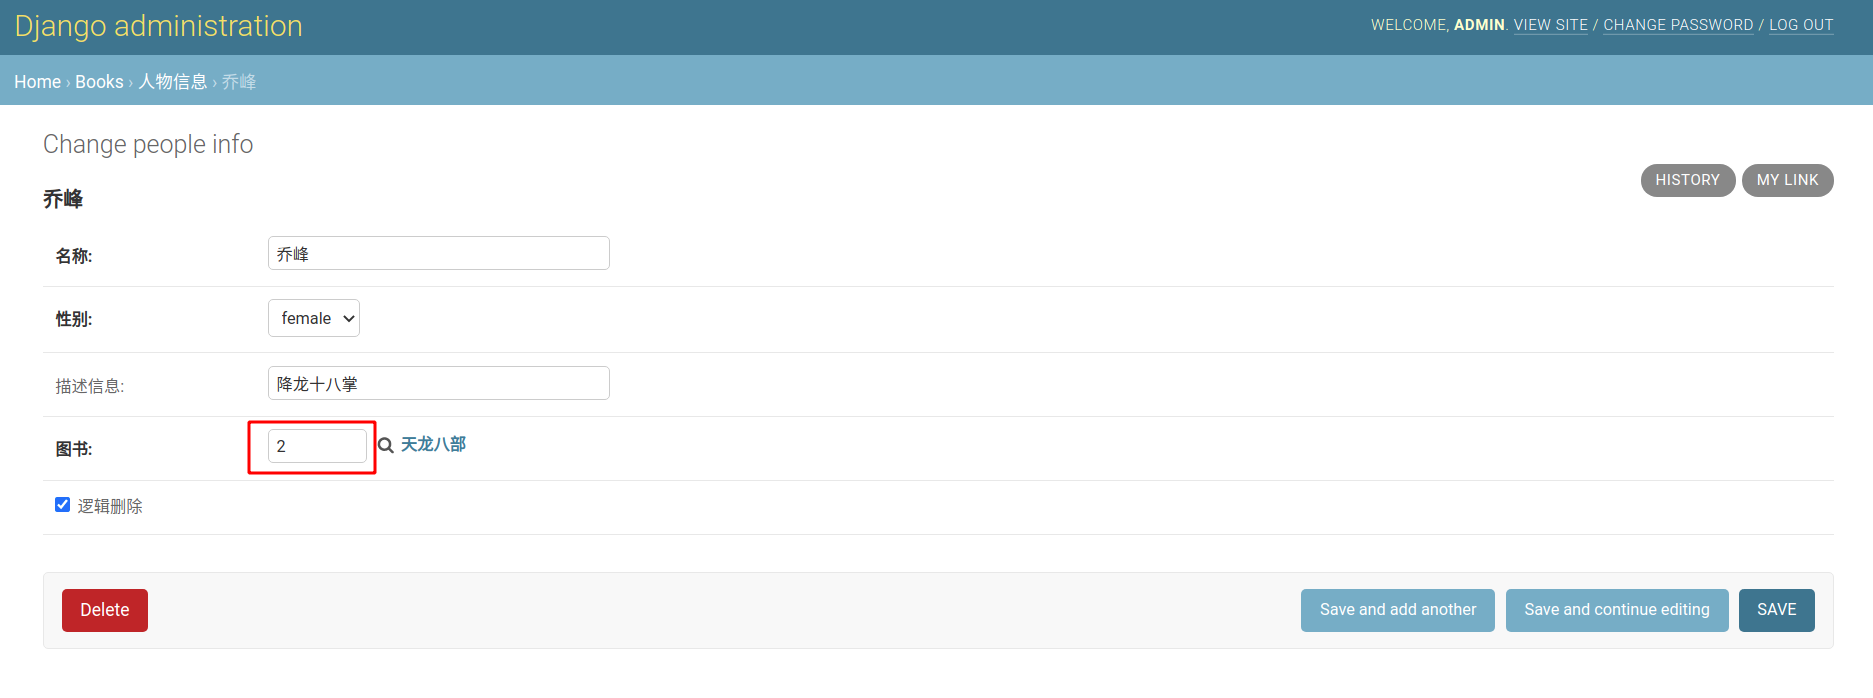 Django administration
WELCOME, ADMIN. VIEW SITE / CHANGE PASSWORD / LOG OUT
Home › Books › 人物信息 › 乔峰
Change people info
HISTORY
MY LINK
乔峰
名称:
乔峰
性别:
female
描述信息:
降龙十八掌
图书:
2
天龙八部
逻辑删除
Delete
Save and add another
Save and continue editing
SAVE